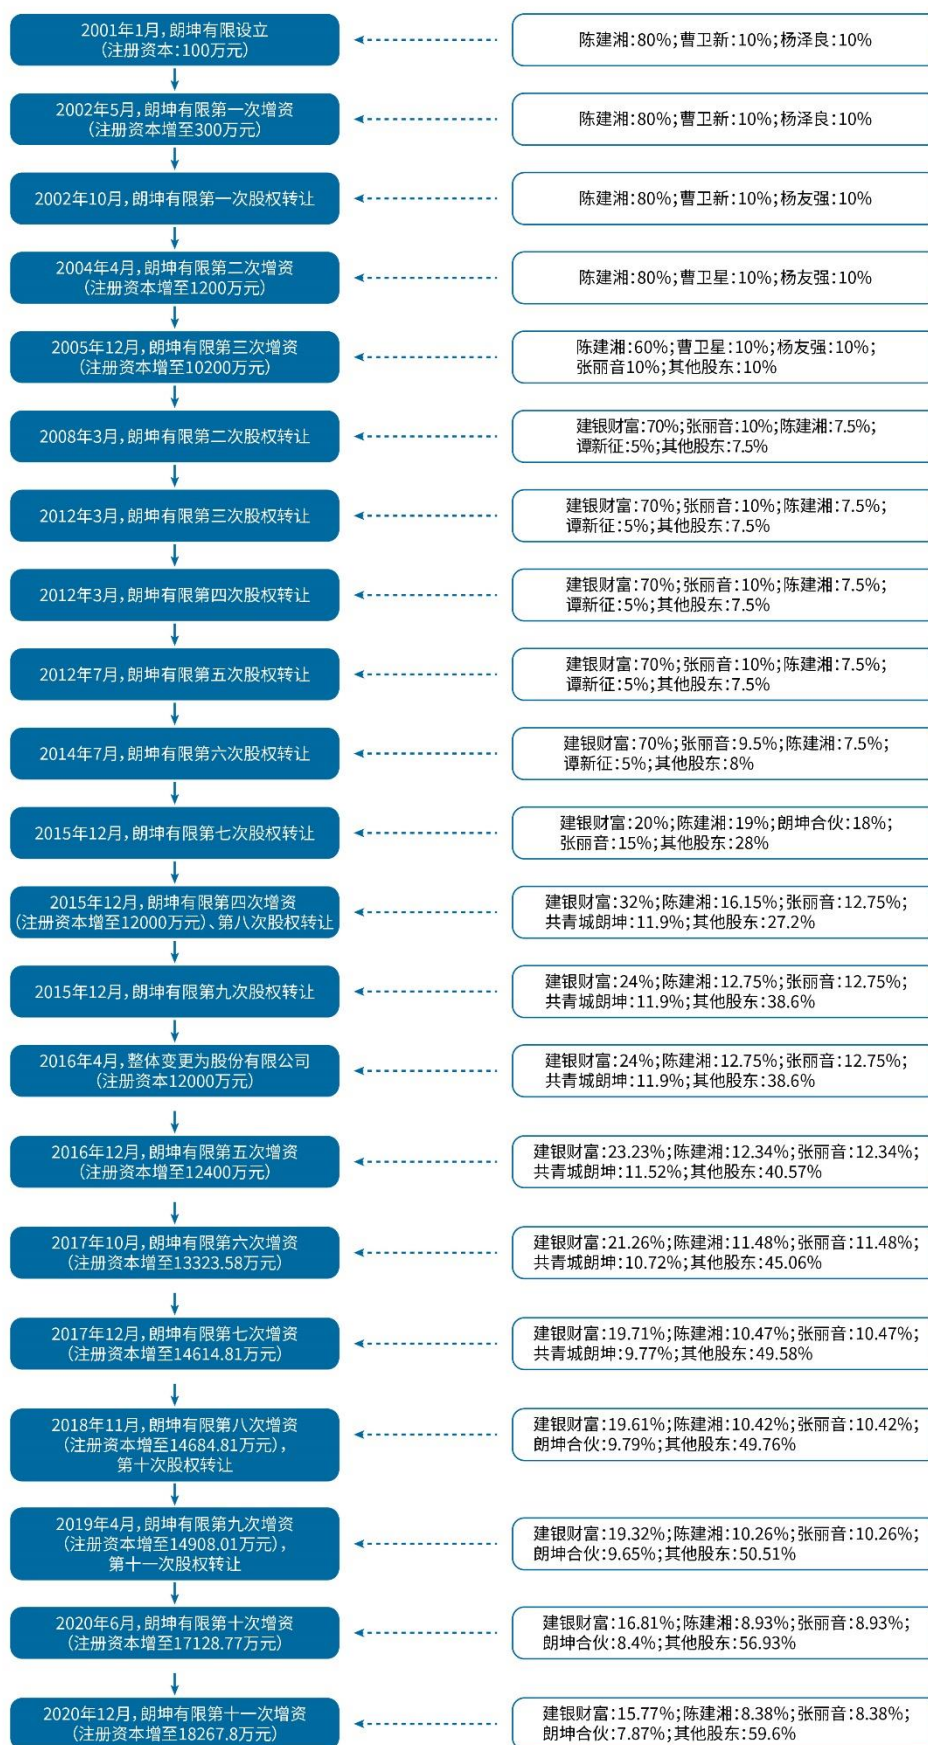 2001年1月,朗坤有限设立
(注册资本:100万元)
陈建湘:80%;曹卫新:10%;杨泽良:10%
2002年5月,朗坤有限第一次增资
(注册资本增至300万元)
陈建湘:80%;曹卫新:10%;杨泽良:10%
2002年10月,朗坤有限第一次股权转让
陈建湘:80%;曹卫新:10%;杨友强:10%
2004年4月,朗坤有限第二次增资
(注册资本增至1200万元)
陈建湘:80%;曹卫星:10%;杨友强:10%
2005年12月,朗坤有限第三次增资
(注册资本增至10200万元)
陈建湘:60%;曹卫星:10%;杨友强:10%;
张丽音10%;其他股东:10%
2008年3月,朗坤有限第二次股权转让
建银财富:70%;张丽音:10%;陈建湘:7.5%;
谭新征:5%;其他股东:7.5%
2012年3月,朗坤有限第三次股权转让
建银财富:70%;张丽音:10%;陈建湘:7.5%;
谭新征:5%;其他股东:7.5%
2012年3月,朗坤有限第四次股权转让
建银财富:70%;张丽音:10%;陈建湘:7.5%;
谭新征:5%;其他股东:7.5%
2012年7月,朗坤有限第五次股权转让
建银财富:70%;张丽音:10%;陈建湘:7.5%;
谭新征:5%;其他股东:7.5%
2014年7月,朗坤有限第六次股权转让
建银财富:70%;张丽音:9.5%;陈建湘:7.5%;
谭新征:5%;其他股东:8%
2015年12月,朗坤有限第七次股权转让
建银财富:20%;陈建湘:19%;朗坤合伙:18%;
张丽音:15%;其他股东:28%
2015年12月,朗坤有限第四次增资
(注册资本增至12000万元)、第八次股权转让
建银财富:32%;陈建湘:16.15%;张丽音:12.75%;
共青城朗坤:11.9%;其他股东:27.2%
2015年12月,朗坤有限第九次股权转让
建银财富:24%;陈建湘:12.75%;张丽音:12.75%;
共青城朗坤:11.9%;其他股东:38.6%
2016年4月,整体变更为股份有限公司
(注册资本12000万元)
建银财富:24%;陈建湘:12.75%;张丽音:12.75%;
共青城朗坤:11.9%;其他股东:38.6%
2016年12月,朗坤有限第五次增资
(注册资本增至12400万元)
建银财富:23.23%;陈建湘:12.34%;张丽音:12.34%;
共青城朗坤:11.52%;其他股东:40.57%
2017年10月,朗坤有限第六次增资
(注册资本增至13323.58万元)
建银财富:21.26%;陈建湘:11.48%;张丽音:11.48%;
共青城朗坤:10.72%;其他股东:45.06%
2017年12月,朗坤有限第七次增资
(注册资本增至14614.81万元)
建银财富:19.71%;陈建湘:10.47%;张丽音:10.47%;
共青城朗坤:9.77%;其他股东:49.58%
2018年11月,朗坤有限第八次增资
(注册资本增至14684.81万元),
第十次股权转让
建银财富:19.61%;陈建湘:10.42%;张丽音:10.42%;
朗坤合伙:9.79%;其他股东:49.76%
2019年4月,朗坤有限第九次增资
(注册资本增至14908.01万元),
第十一次股权转让
建银财富:19.32%;陈建湘:10.26%;张丽音:10.26%;
朗坤合伙:9.65%;其他股东:50.51%
2020年6月,朗坤有限第十次增资
(注册资本增至17128.77万元)
建银财富:16.81%;陈建湘:8.93%;张丽音:8.93%;
朗坤合伙:8.4%;其他股东:56.93%
2020年12月,朗坤有限第十一次增资
(注册资本增至18267.8万元)
建银财富:15.77%;陈建湘:8.38%;张丽音:8.38%;
朗坤合伙:7.87%;其他股东:59.6%